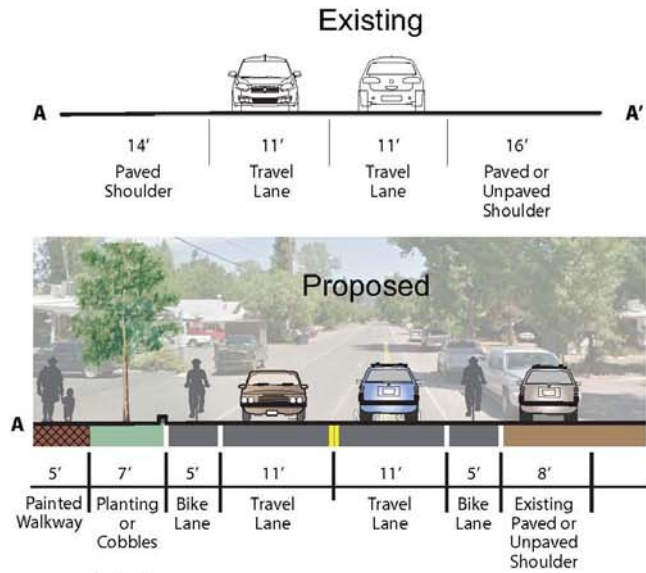 Existing
A A'
14' 11' 11' 16'
Paved Travel Travel Paved or
Shoulder Lane Lane Unpaved
Shoulder
Proposed
A
5' 7' 5' 11' 11' 5' 8'
Painted Planting Bike Travel Travel Bike Existing
Walkway or Lane Lane Lane Lane Paved or
Cobbles Unpaved
Shoulder